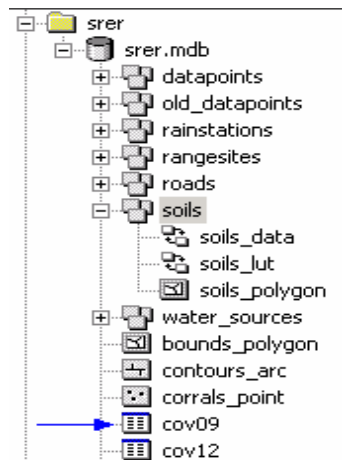 srer
srer.mdb
datapoints
old_datapoints
rainstations
rangesites
roads
soils
soils_data
soils_lut
soils_polygon
water_sources
bounds_polygon
contours_arc
corrals_point
cov09
cov12